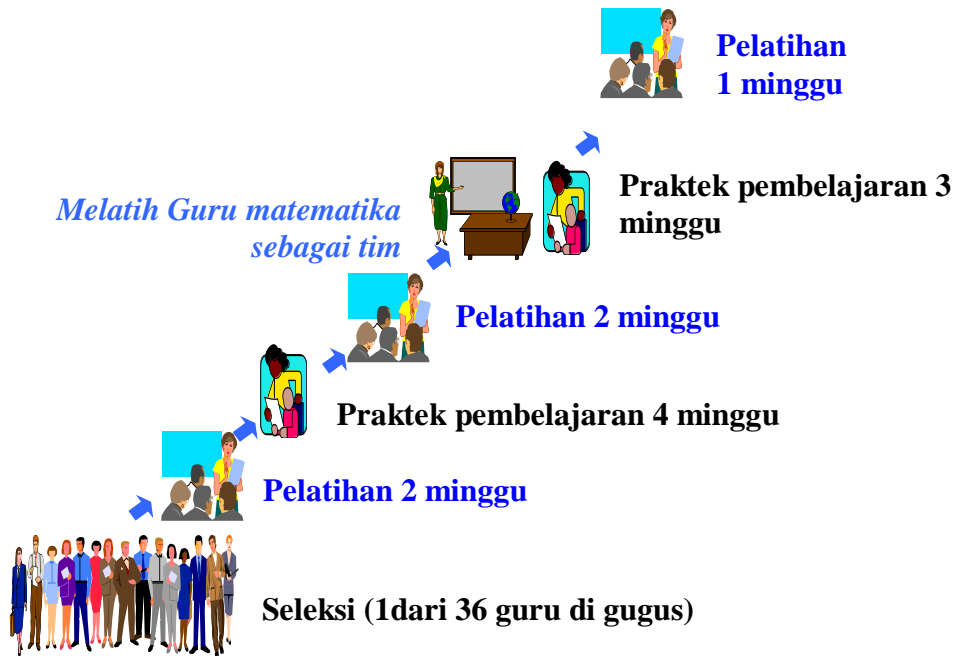 Pelatihan
1 minggu
Praktek pembelajaran 3
minggu
Melatih Guru matematika
sebagai tim
Pelatihan 2 minggu
Praktek pembelajaran 4 minggu
Pelatihan 2 minggu
Seleksi (1dari 36 guru di gugus)